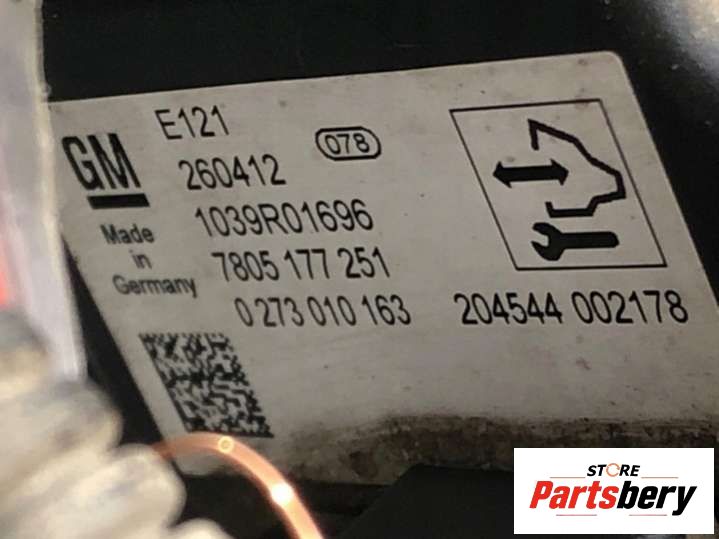 E121
078
GM
260412
1039R01696
Made
in
Germany
7805 177 251
0 273 010 163
204544 002178
STORE
Partsbery